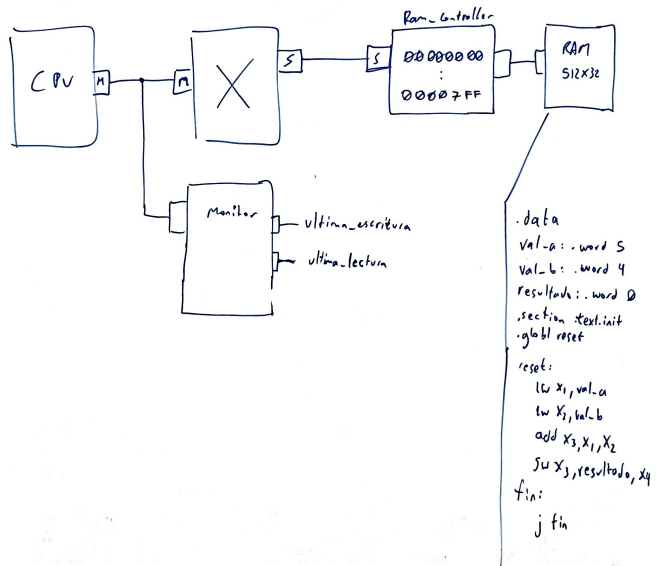 Ram_Controller
CPU
M
M
X
S
S
00000000
:
00007FF
RAM
512X32
Monitor
ultima_escritura
ultima_lectura
.data
val_a: .word 5
val_b: .word 4
resultado: .word 0
.section .text.init
.globl reset
reset:
lw x1, val_a
lw x2, val_b
add x3, x1, x2
sw x3, resultado, x4
fin:
j fin